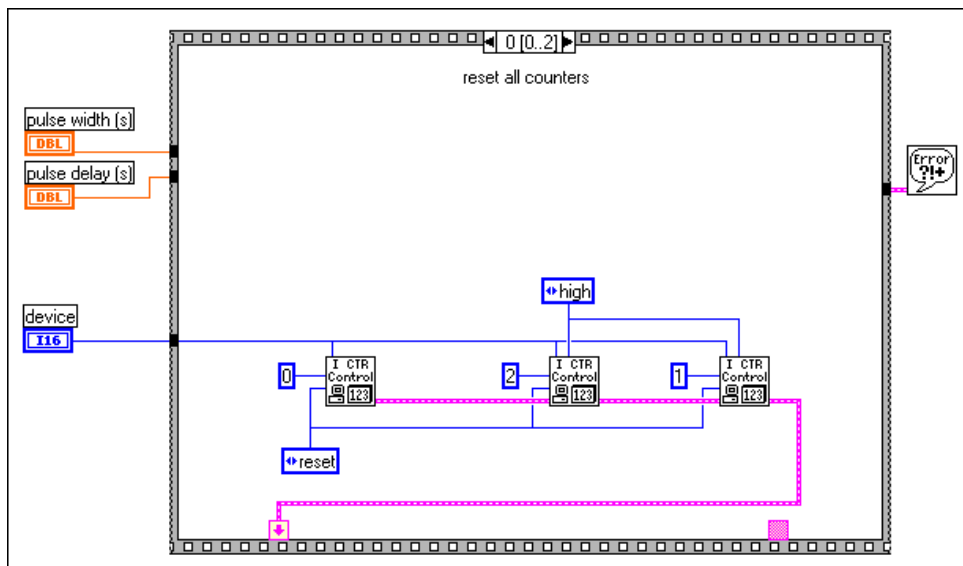 0 [0..2]
reset all counters
pulse width (s)
DBL
pulse delay (s)
DBL
Error
?!+
high
device
I16
I CTR
Control
123
I CTR
Control
123
I CTR
Control
123
0
2
1
reset